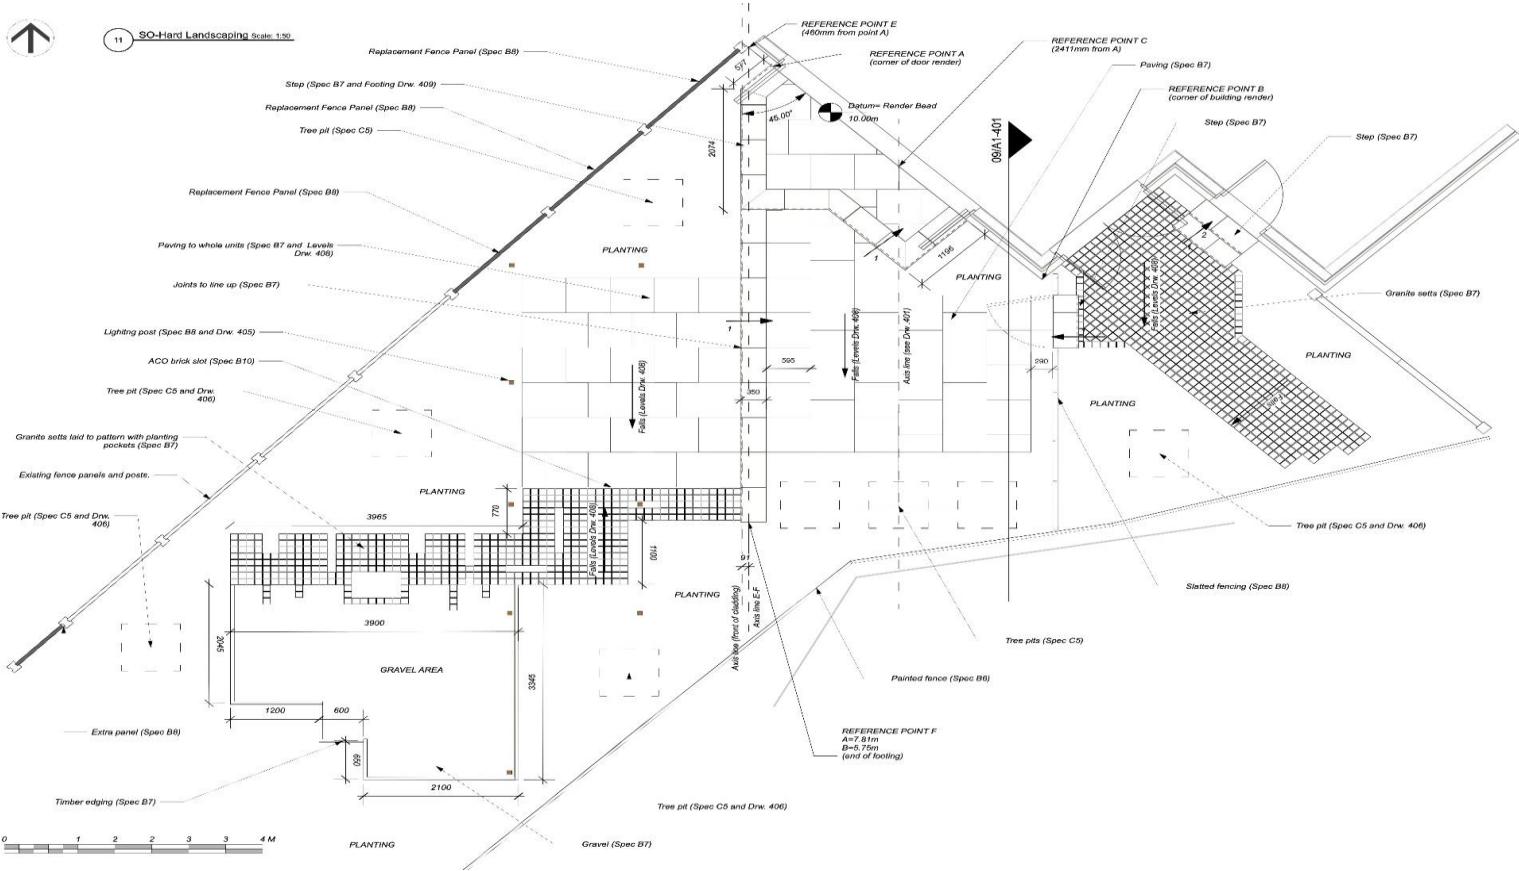 11
SO-Hard Landscaping Scale: 1:50
REFERENCE POINT E
(460mm from point A)
REFERENCE POINT A
(corner of door render)
REFERENCE POINT C
(2411mm from A)
Paving (Spec B7)
REFERENCE POINT B
(corner of building render)
Step (Spec B7)
Step (Spec B7)
Replacement Fence Panel (Spec B8)
Step (Spec B7 and Footing Drw. 409)
Replacement Fence Panel (Spec B8)
Tree pit (Spec C5)
Replacement Fence Panel (Spec B8)
Paving to whole units (Spec B7 and Levels
Drw. 408)
Joints to line up (Spec B7)
Lighitng post (Spec B8 and Drw. 405)
ACO brick slot (Spec B10)
Tree pit (Spec C5 and Drw.
406)
Granite setts laid to pattern with planting
pockets (Spec B7)
Existing fence panels and posts.
Tree pit (Spec C5 and Drw.
406)
577
45.00°
Datum= Render Bead
10.00m
09/A1-401
2074
PLANTING
1
1196
PLANTING
2
Falls (Levels Drw. 408)
Granite setts (Spec B7)
1
595
350
290
Falls (Levels Drw. 408)
Falls (Levels Drw. 408)
Axis line (see Drw. 401)
PLANTING
PLANTING
Falls
PLANTING
770
3965
Falls (Levels Drw. 408)
1100
91
Tree pit (Spec C5 and Drw. 406)
Slatted fencing (Spec B8)
PLANTING
Axis line (front of cladding)
Axis line E-F
Tree pits (Spec C5)
Painted fence (Spec B6)
3900
2045
GRAVEL AREA
3345
1200
600
650
2100
REFERENCE POINT F
A=7.81m
B=5.75m
(end of footing)
Extra panel (Spec B8)
Timber edging (Spec B7)
Tree pit (Spec C5 and Drw. 406)
Gravel (Spec B7)
PLANTING
0 1 2 2 3 3 4 M